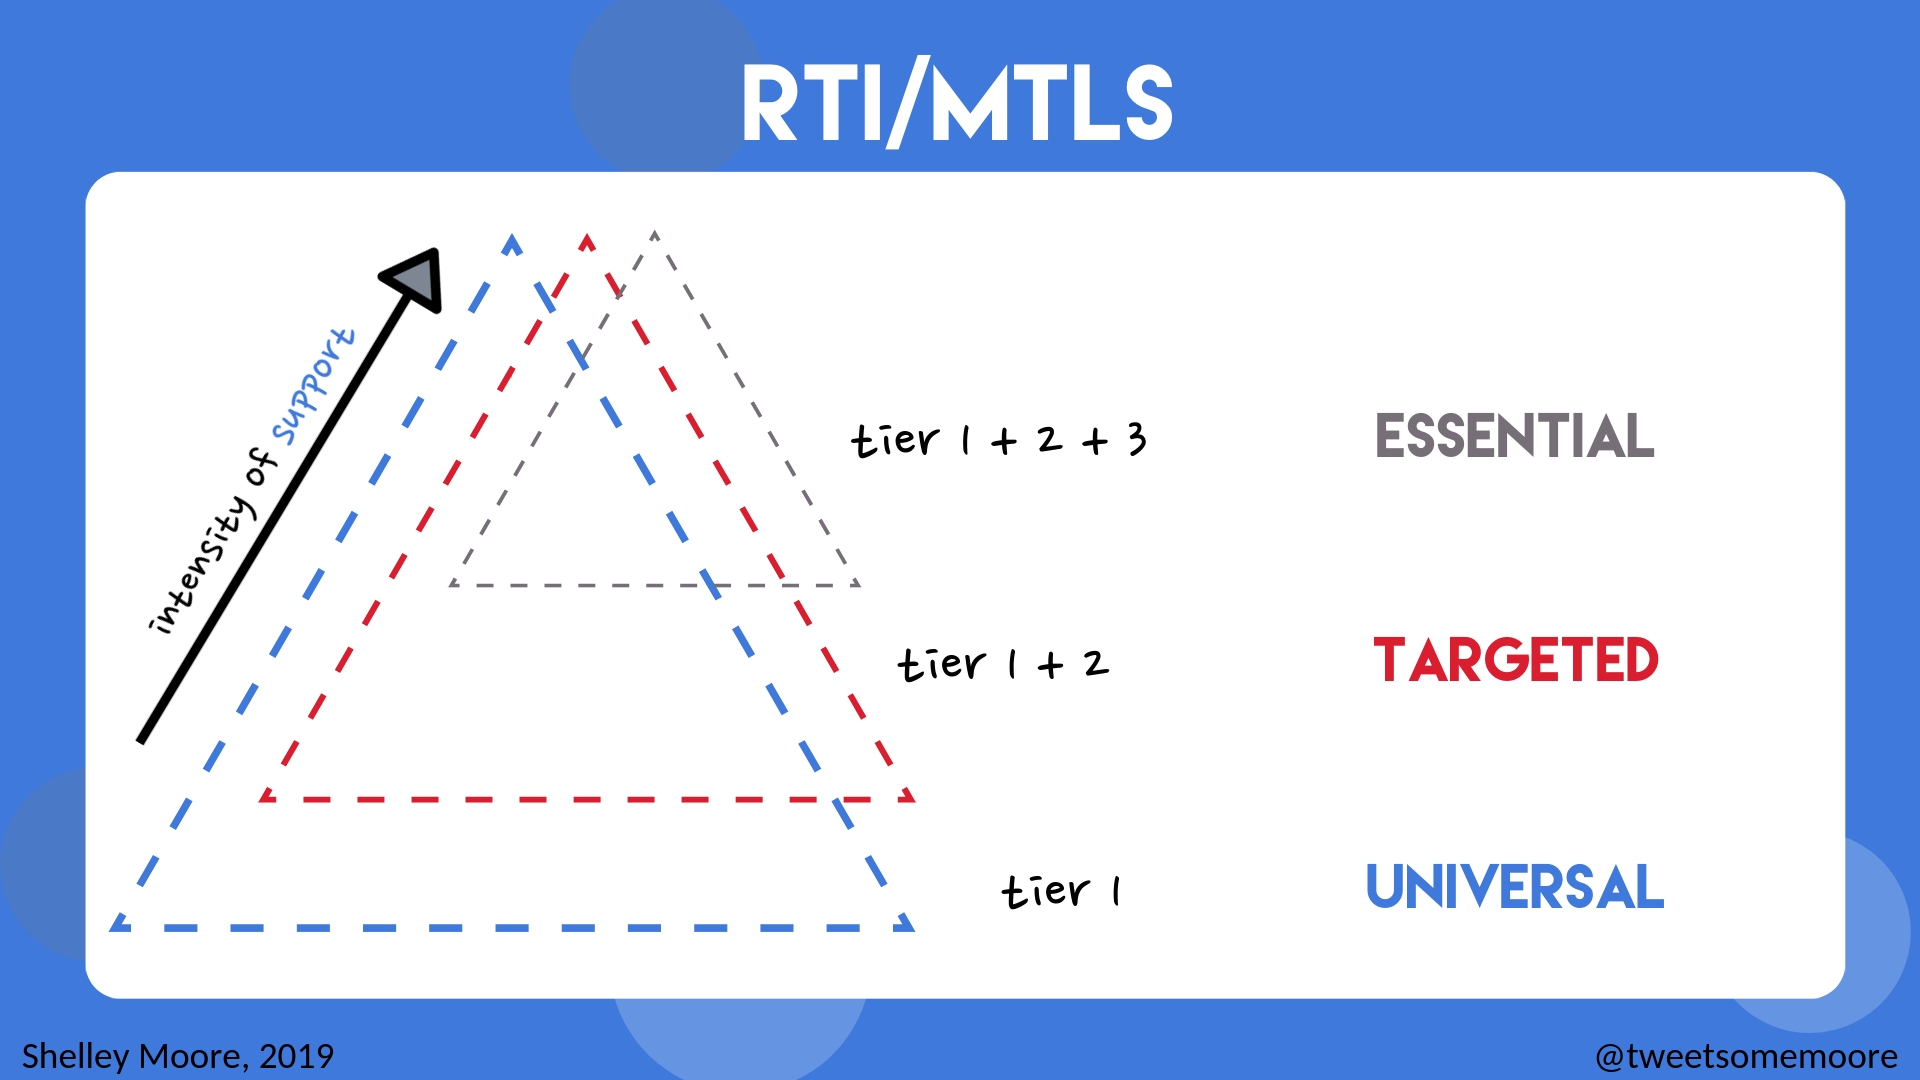 RTI/MTLS
intensity of support
tier 1 + 2 + 3
ESSENTIAL
tier 1 + 2
TARGETED
tier 1
UNIVERSAL
Shelley Moore, 2019
@tweetsomemoore